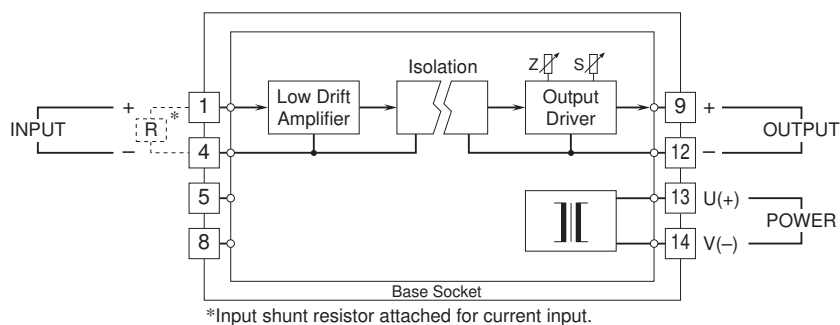 Isolation
Z S
Low Drift
Amplifier
Output
Driver
INPUT
+
–
R
*
1
4
5
8
9
12
13
14
+
–
OUTPUT
U(+)
V(–)
POWER
Base Socket
*Input shunt resistor attached for current input.